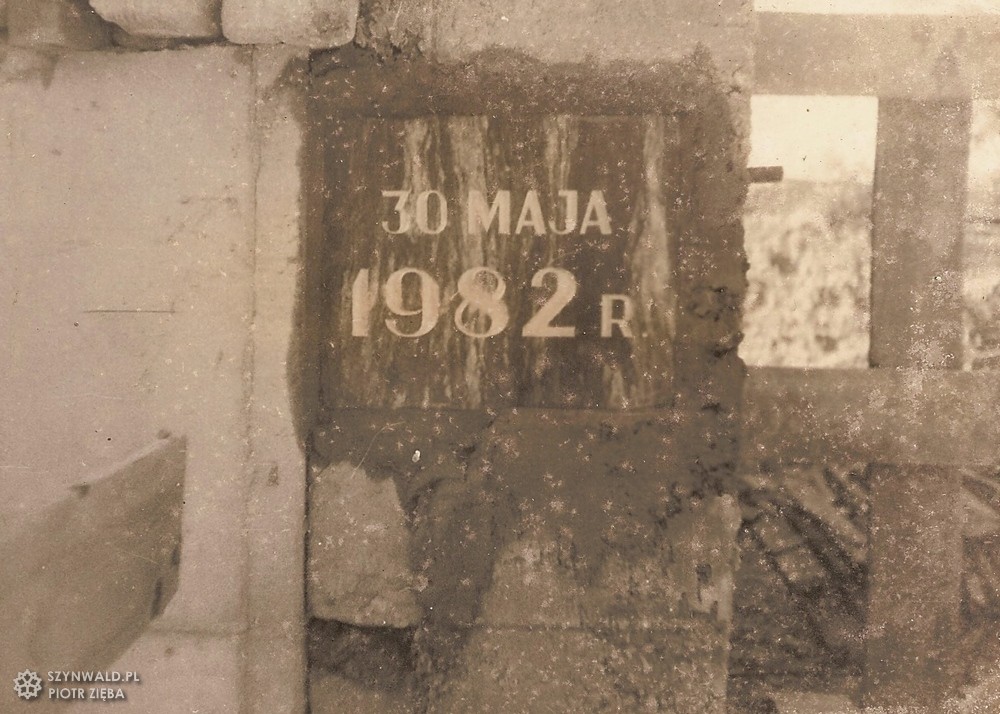 30 MAJA
1982 R
SZYNWALD.PL
PIOTR ZIĘBA